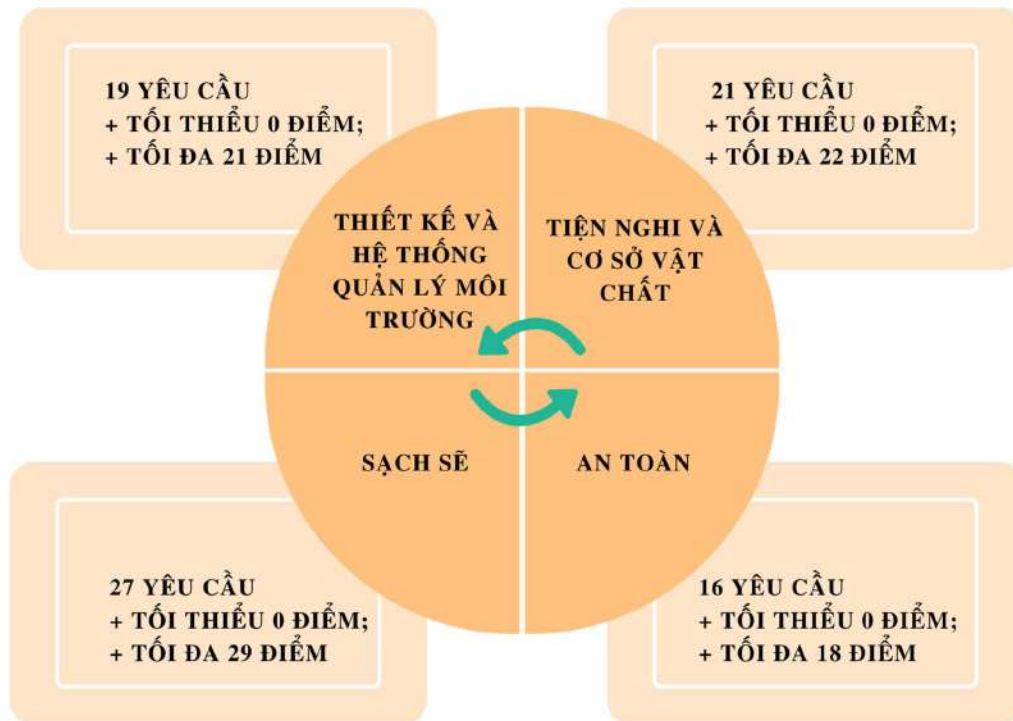 19 YÊU CẦU
+ TỐI THIỂU 0 ĐIỂM;
+ TỐI ĐA 21 ĐIỂM
21 YÊU CẦU
+ TỐI THIỂU 0 ĐIỂM;
+ TỐI ĐA 22 ĐIỂM
THIẾT KẾ VÀ
HỆ THỐNG
QUẢN LÝ MÔI
TRƯỜNG
TIỆN NGHI VÀ
CƠ SỞ VẬT
CHẤT
SẠCH SẼ
AN TOÀN
27 YÊU CẦU
+ TỐI THIỂU 0 ĐIỂM;
+ TỐI ĐA 29 ĐIỂM
16 YÊU CẦU
+ TỐI THIỂU 0 ĐIỂM;
+ TỐI ĐA 18 ĐIỂM